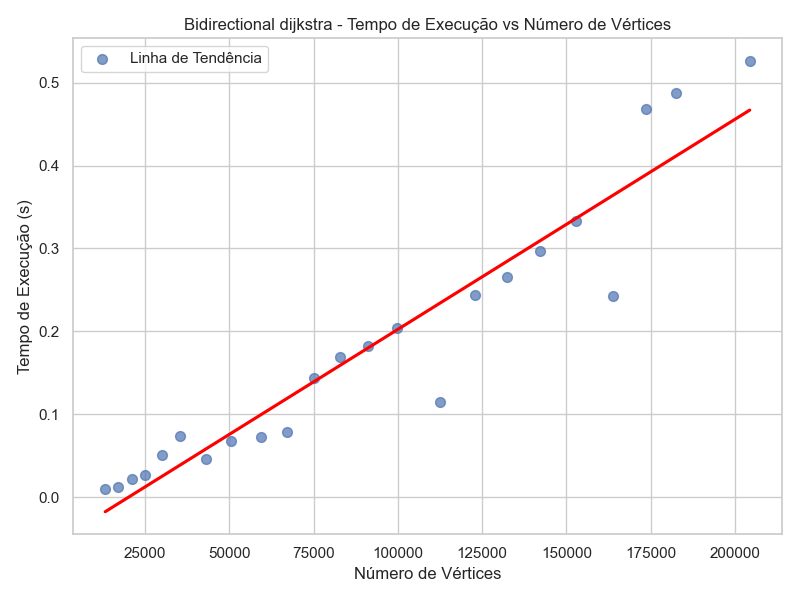 Bidirectional dijkstra - Tempo de Execução vs Número de Vértices
Linha de Tendência
Tempo de Execução (s)
0.5
0.4
0.3
0.2
0.1
0.0
25000 50000 75000 100000 125000 150000 175000 200000
Número de Vértices